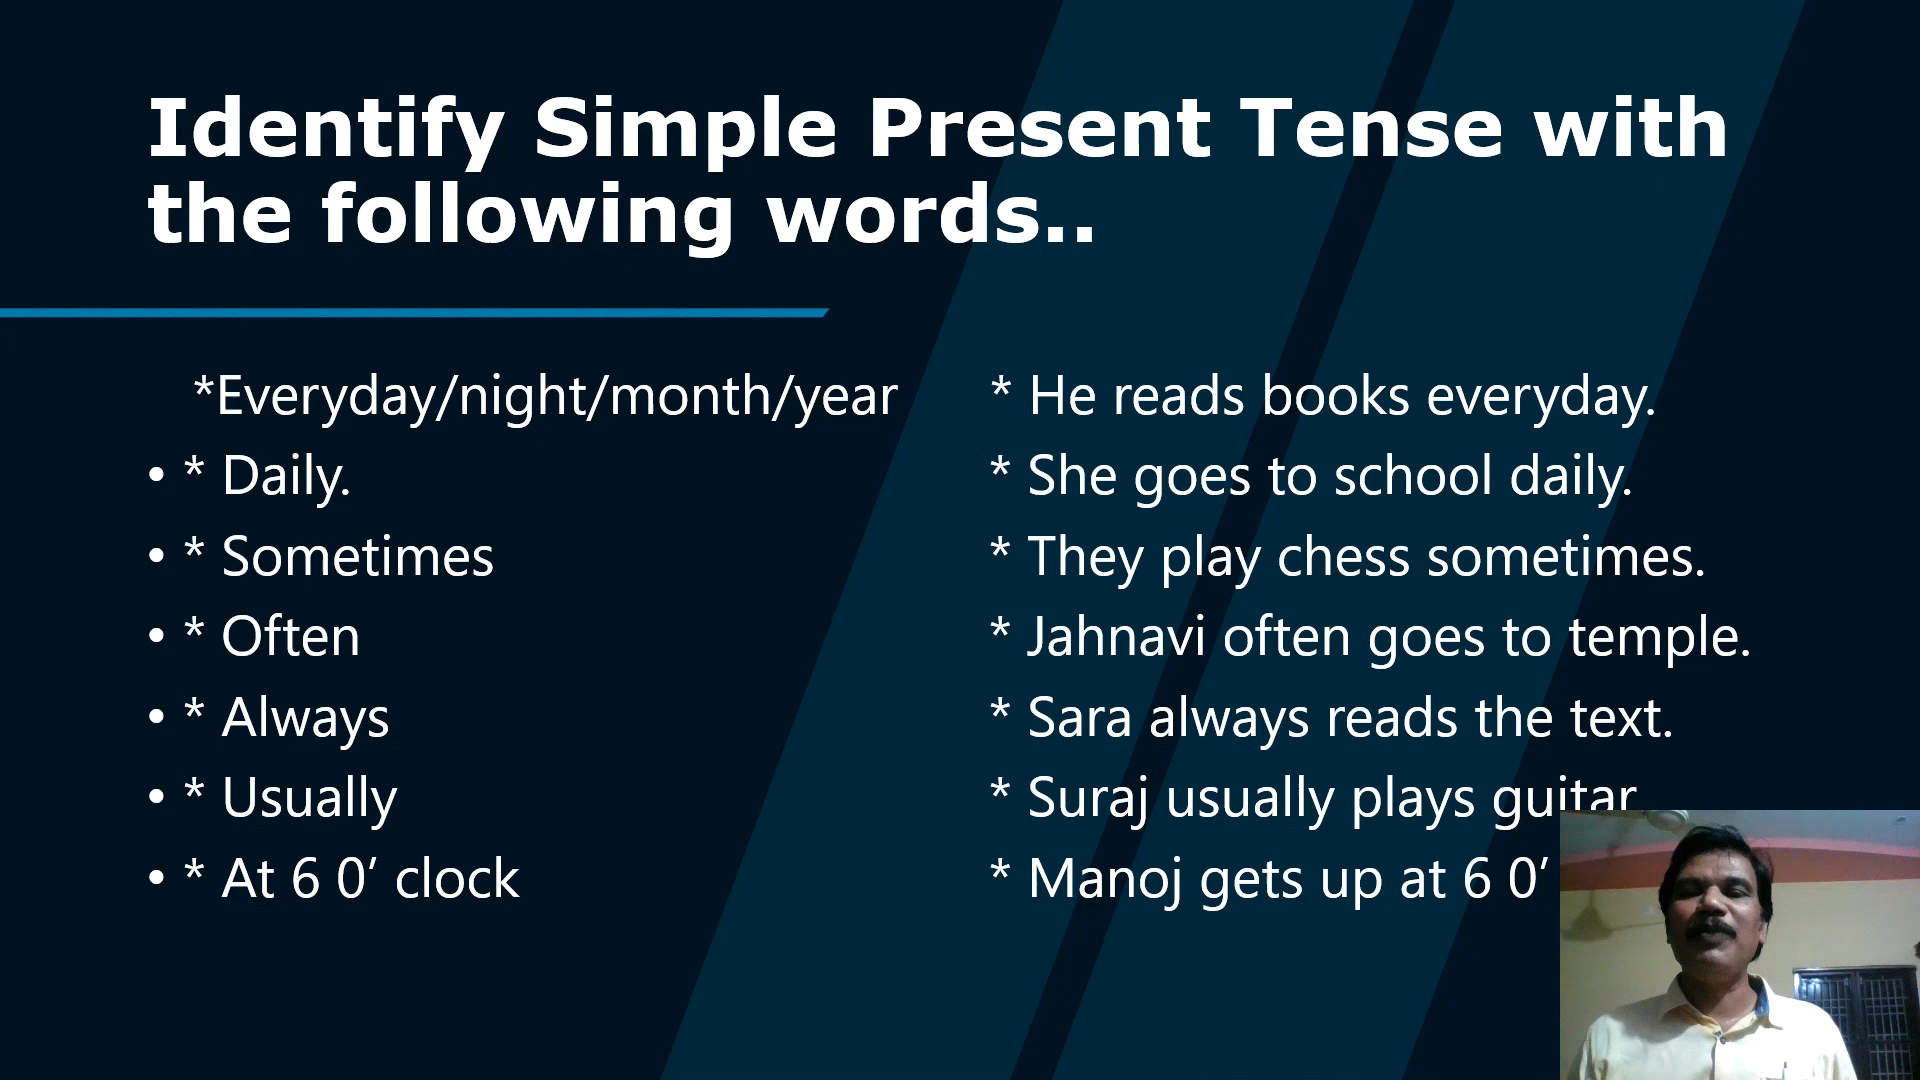 Identify Simple Present Tense with
the following words..
*Everyday/night/month/year
• * Daily.
• * Sometimes
• * Often
• * Always
• * Usually
• * At 6 0’ clock
* He reads books everyday.
* She goes to school daily.
* They play chess sometimes.
* Jahnavi often goes to temple.
* Sara always reads the text.
* Suraj usually plays guitar
* Manoj gets up at 6 0’